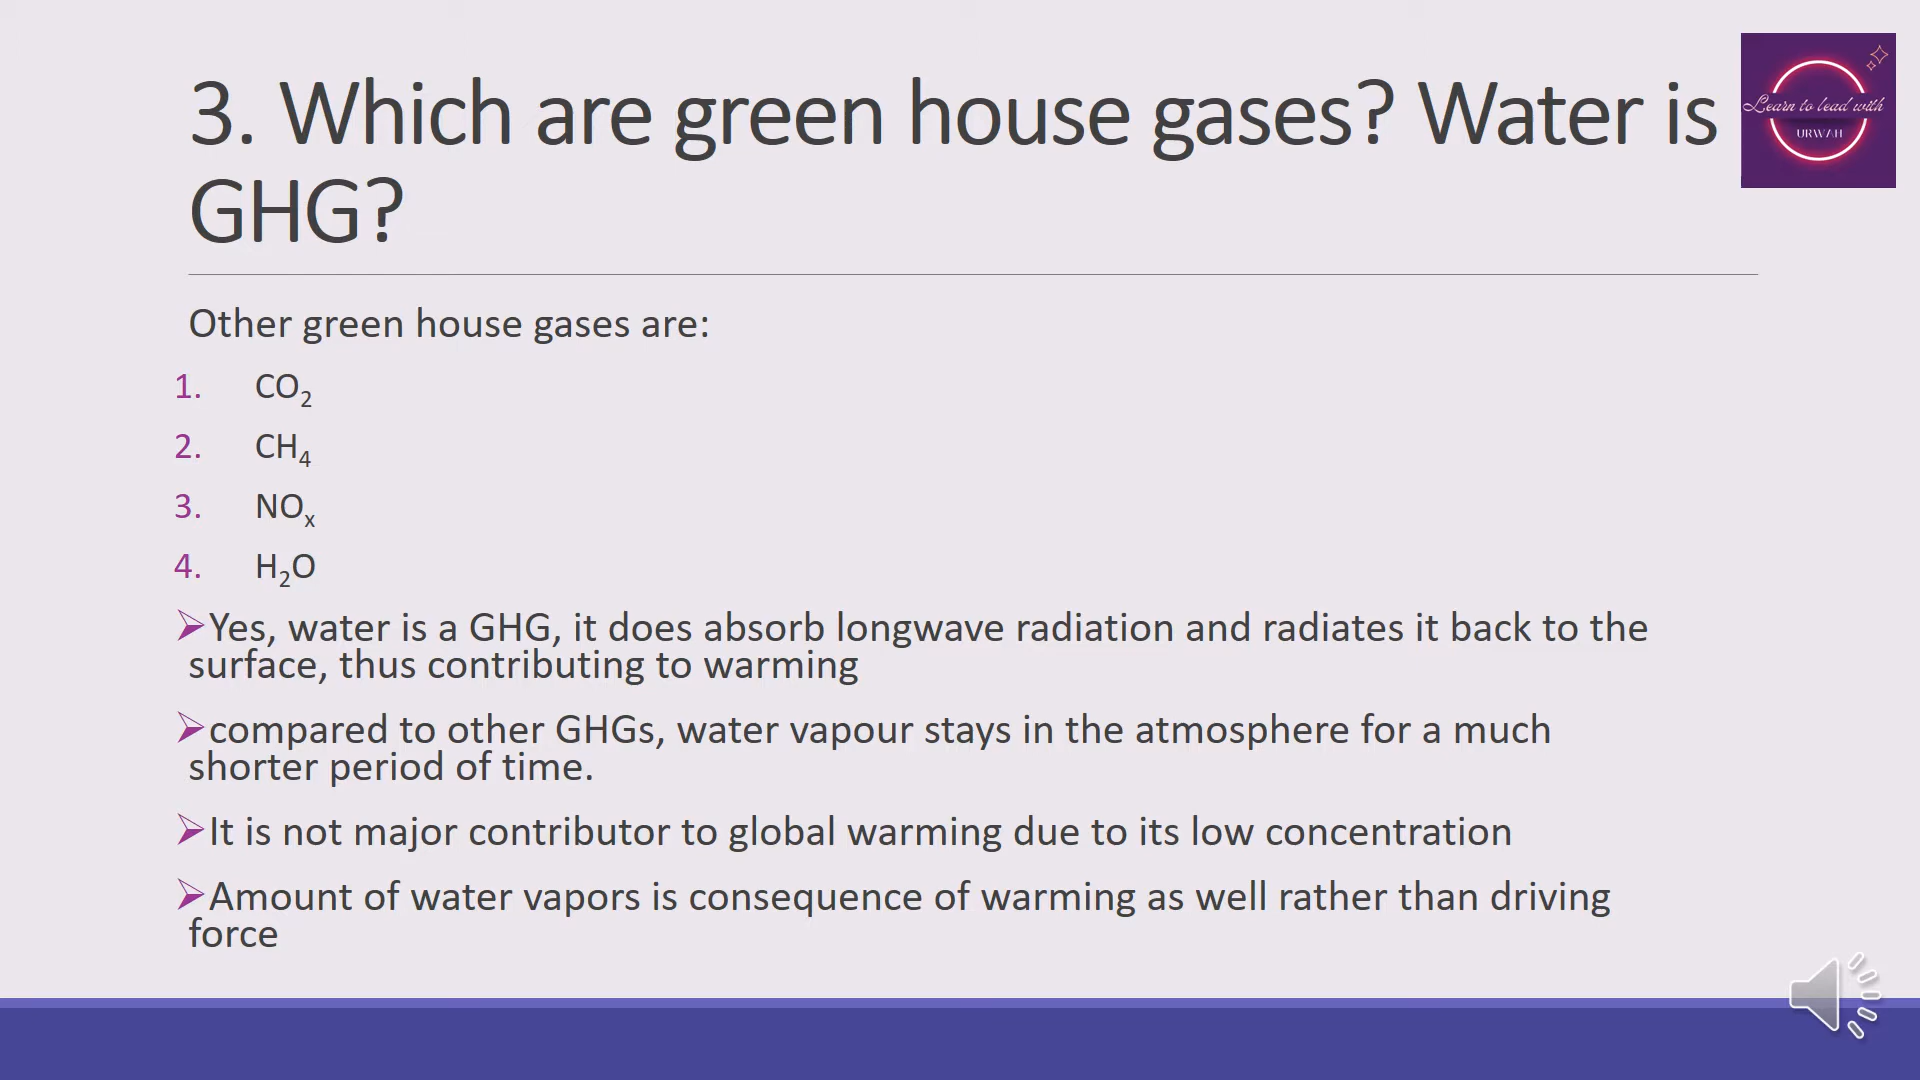 3. Which are green house gases? Water is
GHG?
Learn to lead with
URWAH
Other green house gases are:
1. CO₂
2. CH₄
3. NOₓ
4. H₂O
➢Yes, water is a GHG, it does absorb longwave radiation and radiates it back to the
surface, thus contributing to warming
➢compared to other GHGs, water vapour stays in the atmosphere for a much
shorter period of time.
➢It is not major contributor to global warming due to its low concentration
➢Amount of water vapors is consequence of warming as well rather than driving
force